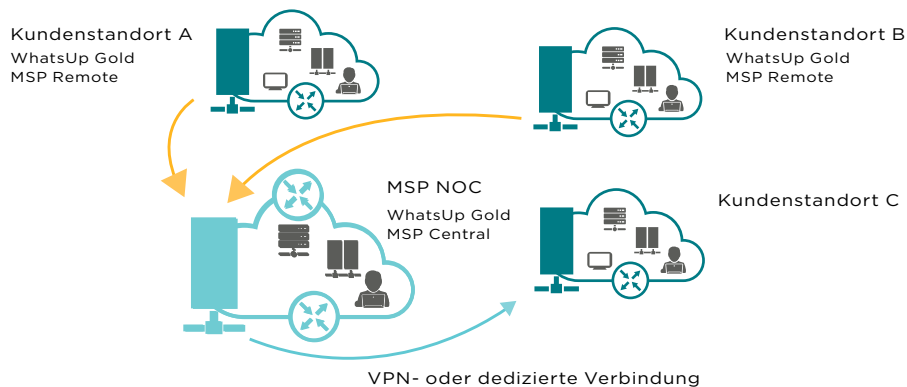 Kundenstandort A
WhatsUp Gold
MSP Remote
Kundenstandort B
WhatsUp Gold
MSP Remote
MSP NOC
WhatsUp Gold
MSP Central
Kundenstandort C
VPN- oder dedizierte Verbindung